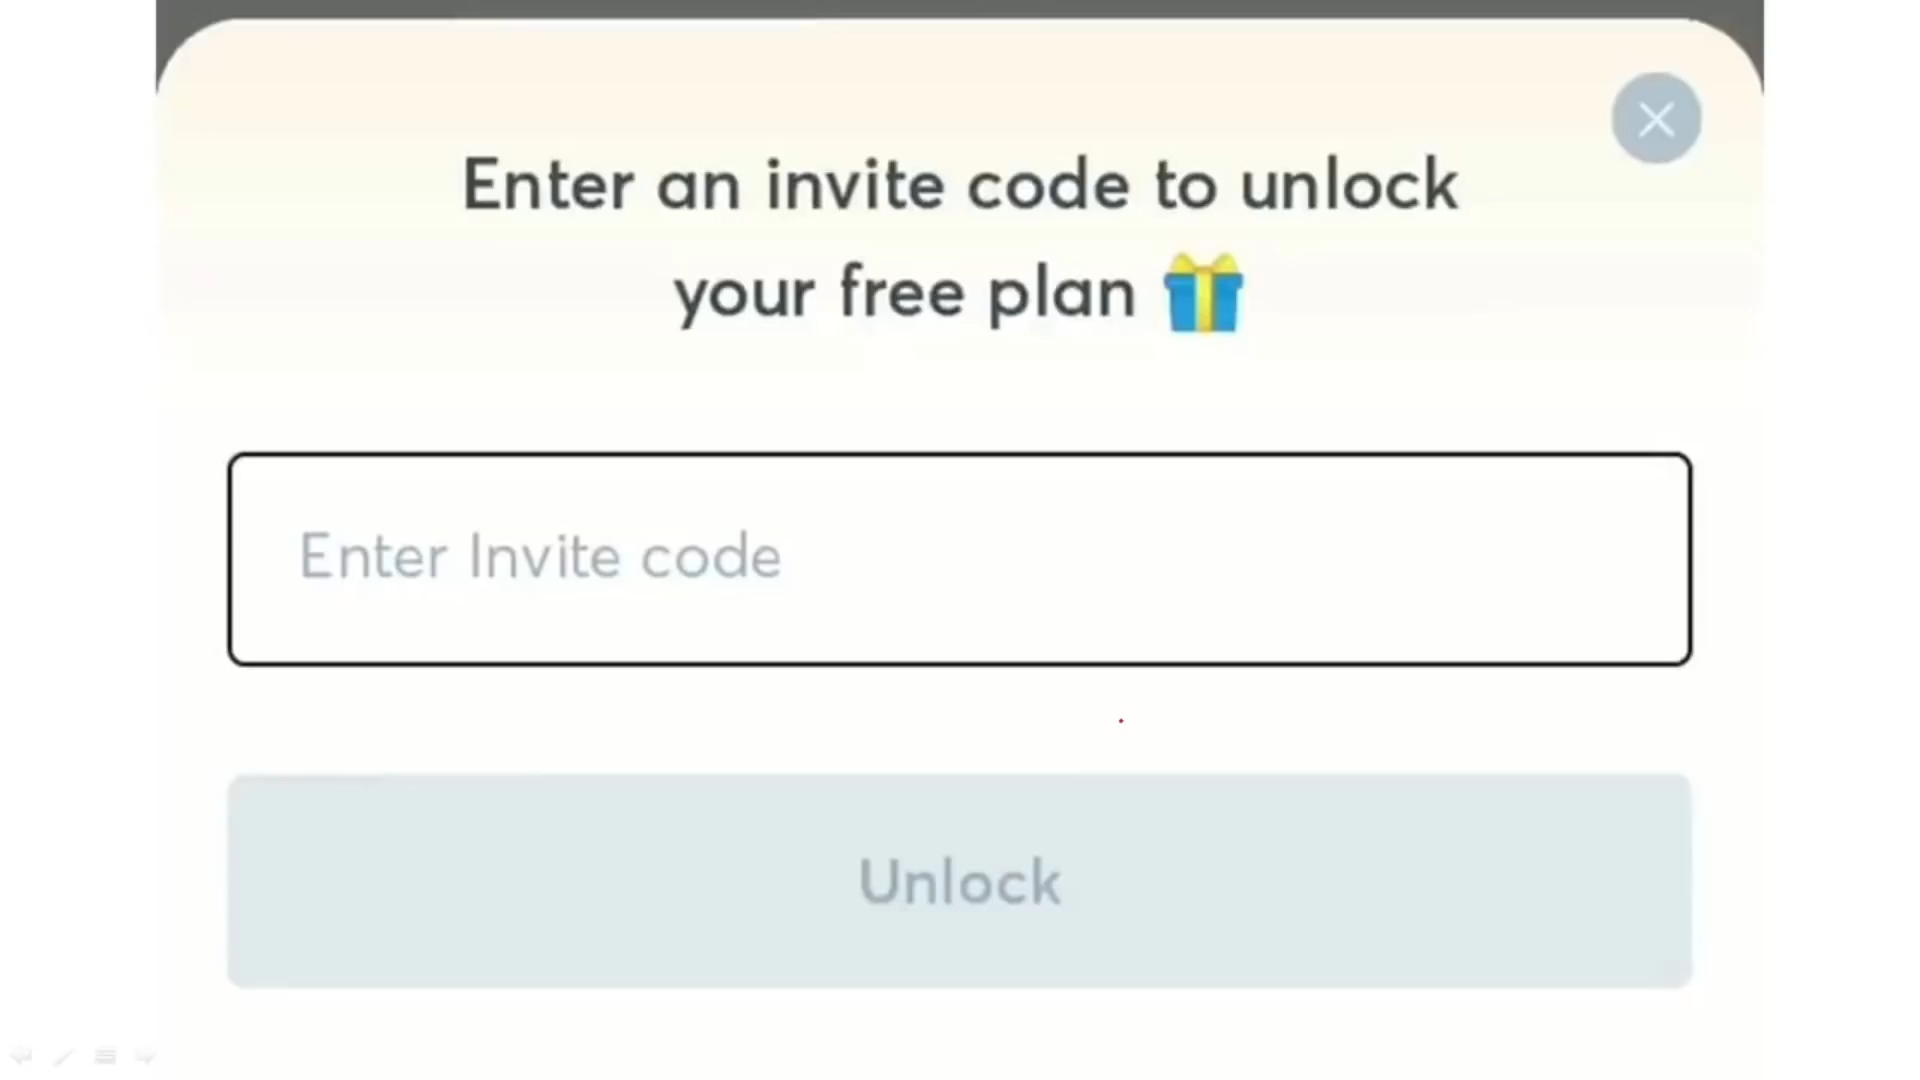 Enter an invite code to unlock
your free plan 🎁
Enter Invite code
Unlock